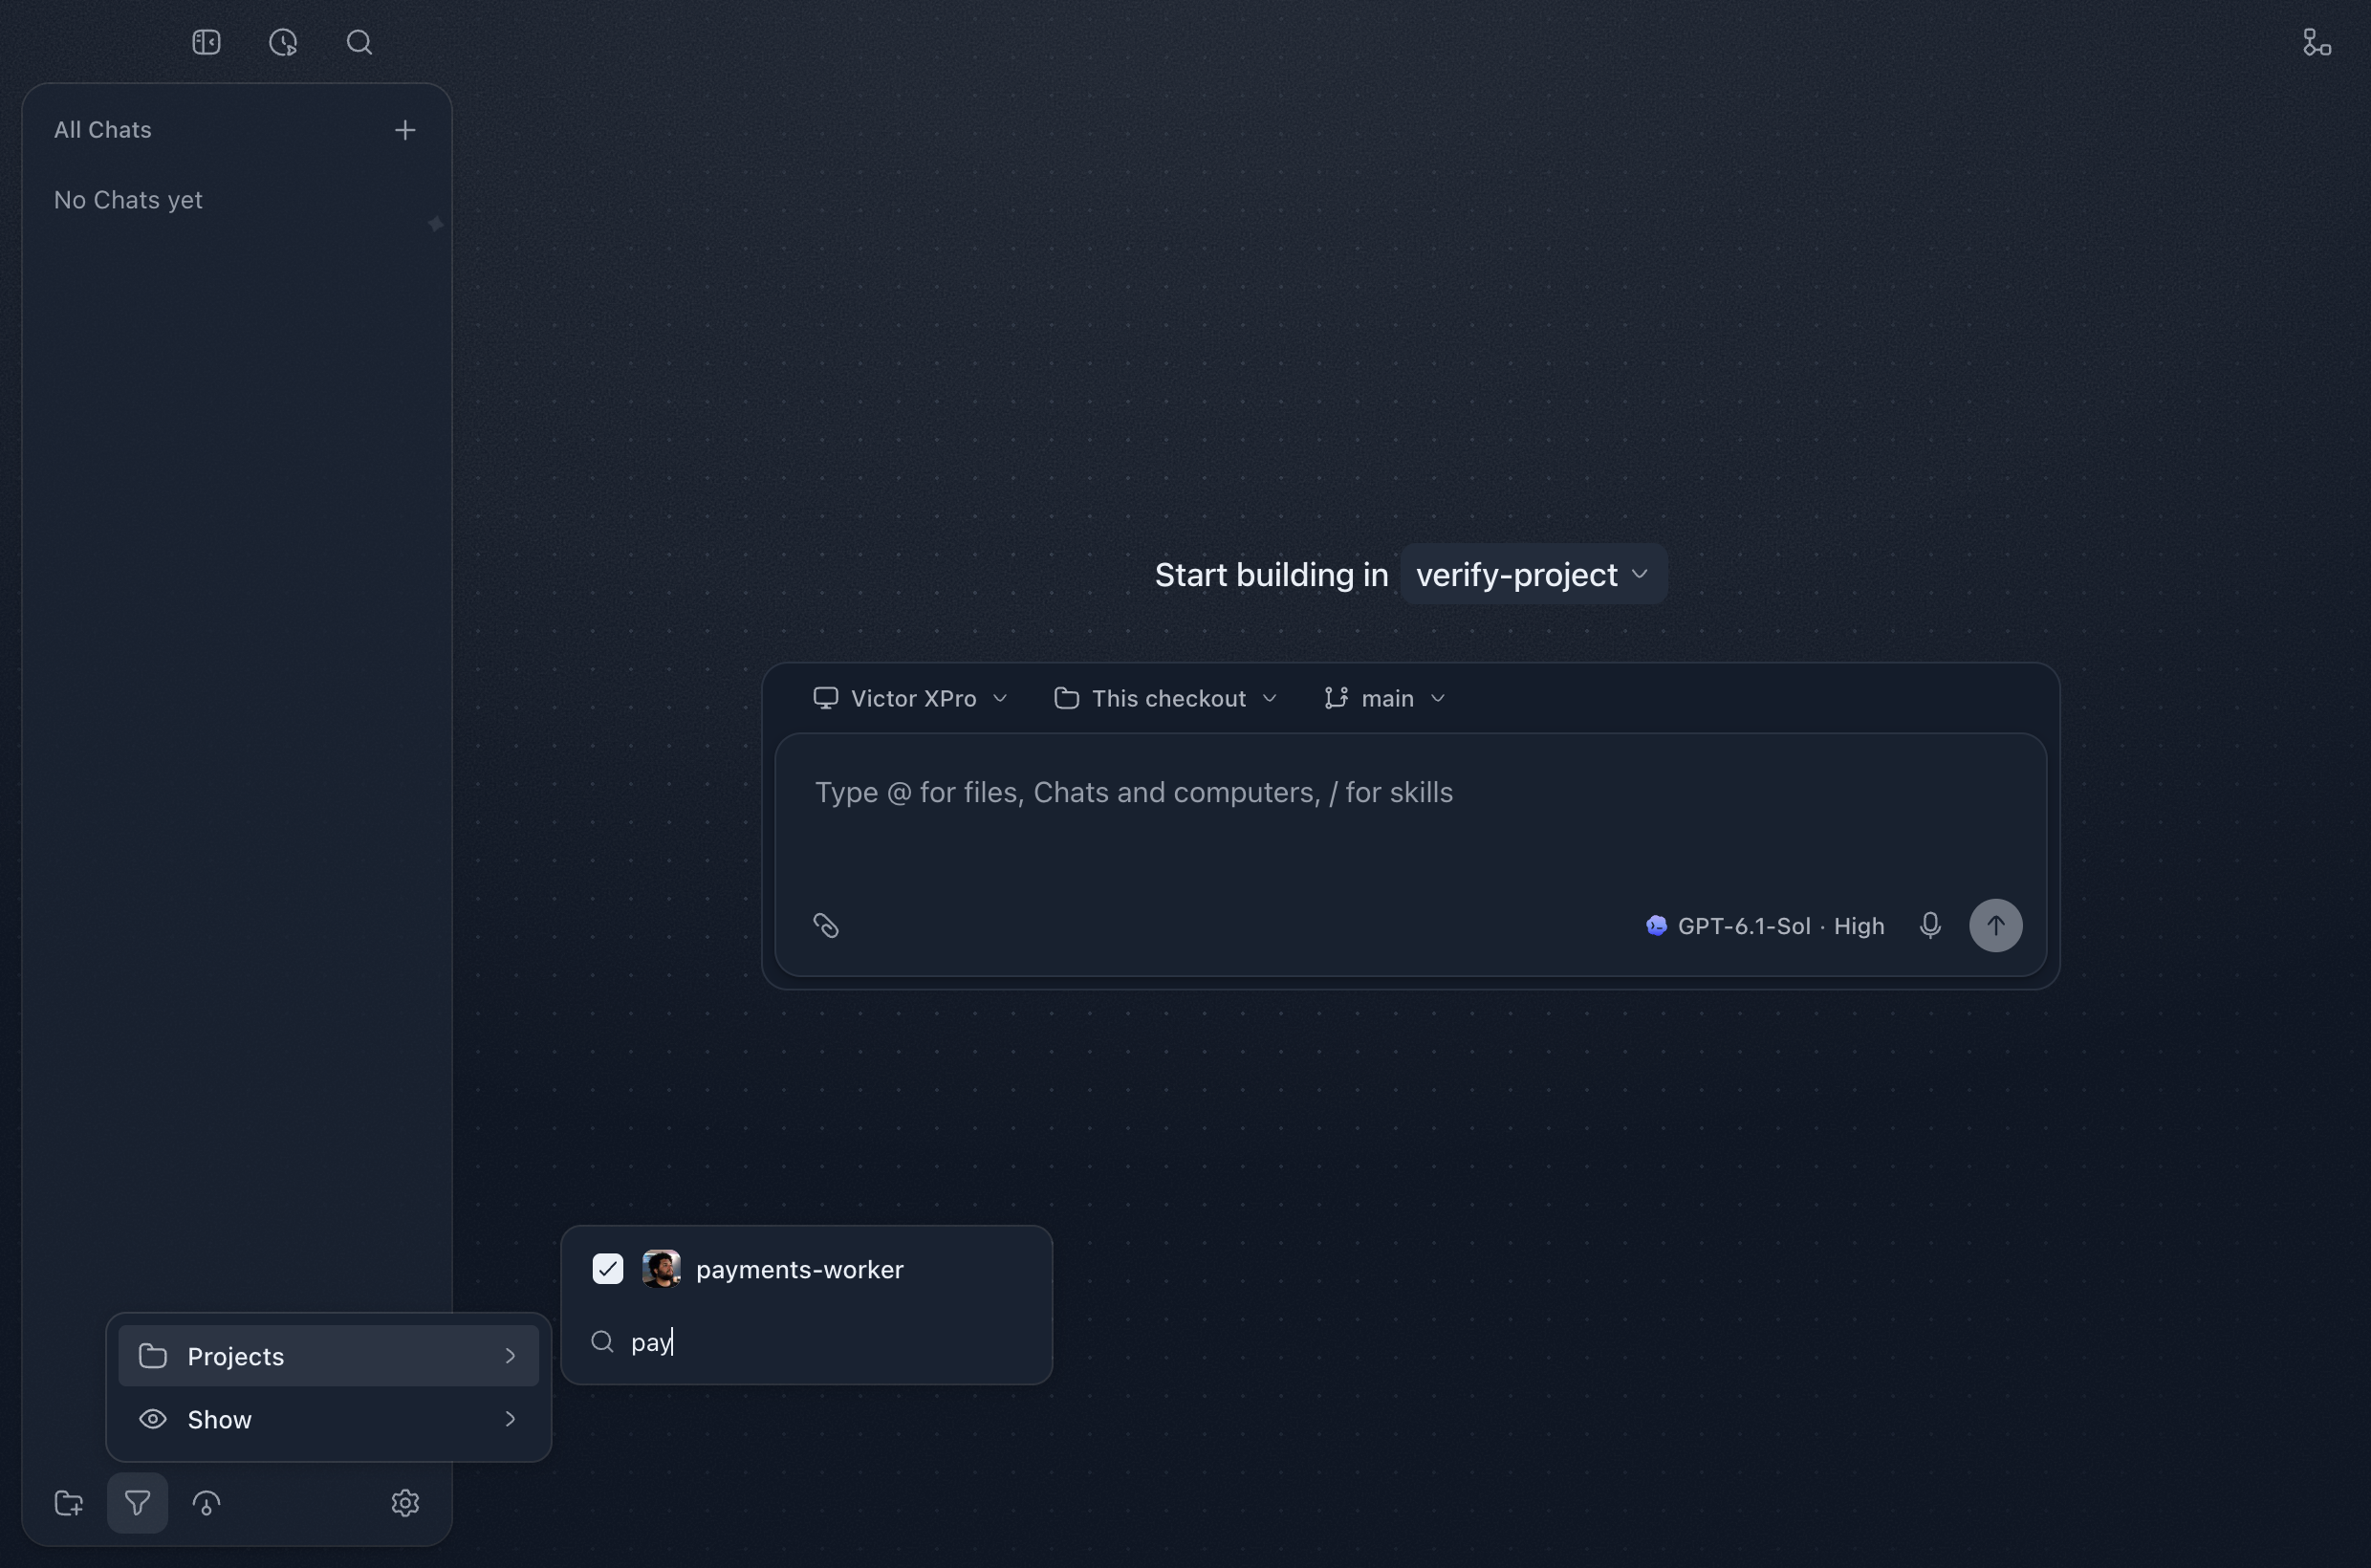 All Chats
No Chats yet
Start building in verify-project
Victor XPro This checkout main
Type @ for files, Chats and computers, / for skills
GPT-6.1-Sol · High
payments-worker
pay
Projects
Show